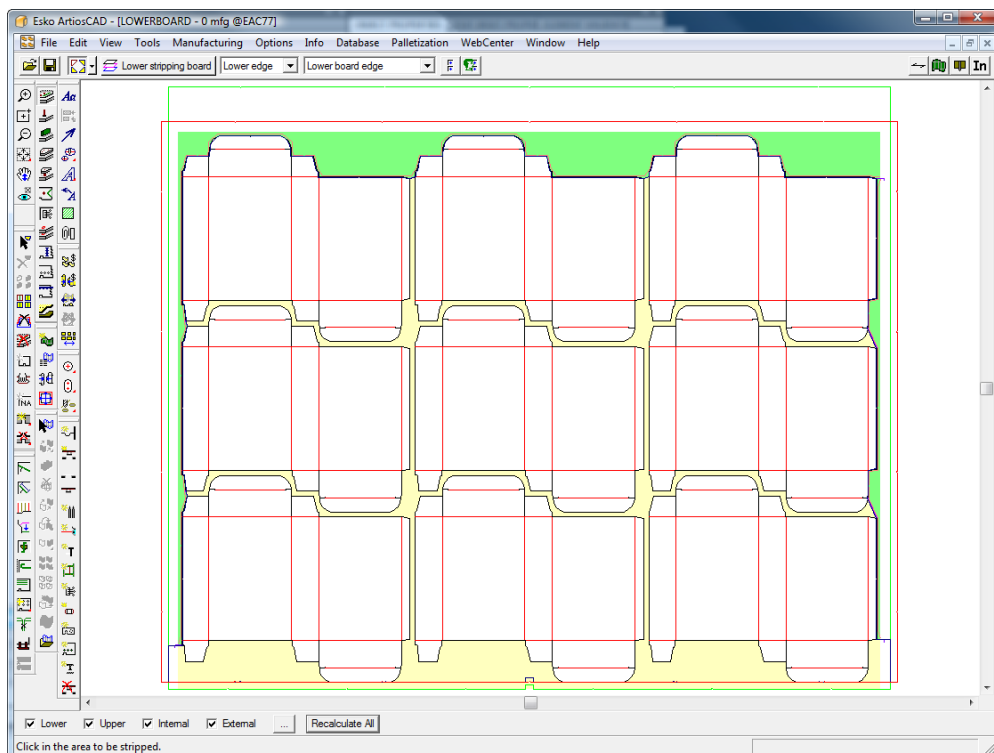 Esko ArtiosCAD - [LOWERBOARD - 0 mfg @EAC77]
File Edit View Tools Manufacturing Options Info Database Palletization WebCenter Window Help
Lower stripping board Lower edge Lower board edge In
Lower Upper Internal External ... Recalculate All
Click in the area to be stripped.